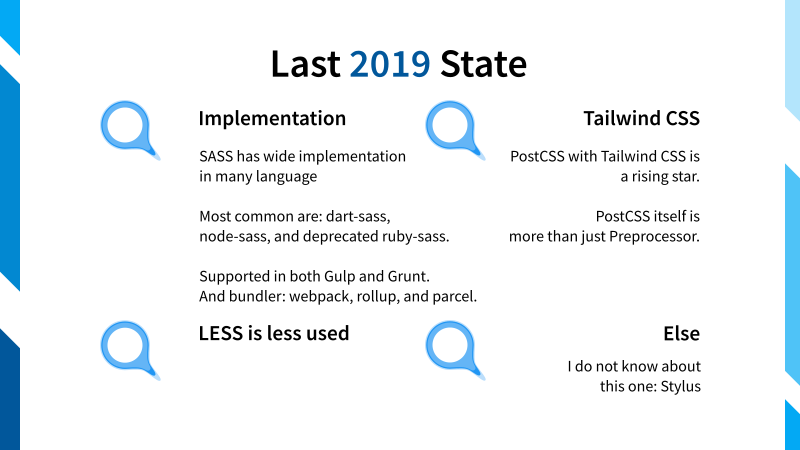 Last 2019 State
Implementation
SASS has wide implementation
in many language
Most common are: dart-sass,
node-sass, and deprecated ruby-sass.
Supported in both Gulp and Grunt.
And bundler: webpack, rollup, and parcel.
Tailwind CSS
PostCSS with Tailwind CSS is
a rising star.
PostCSS itself is
more than just Preprocessor.
LESS is less used
Else
I do not know about
this one: Stylus